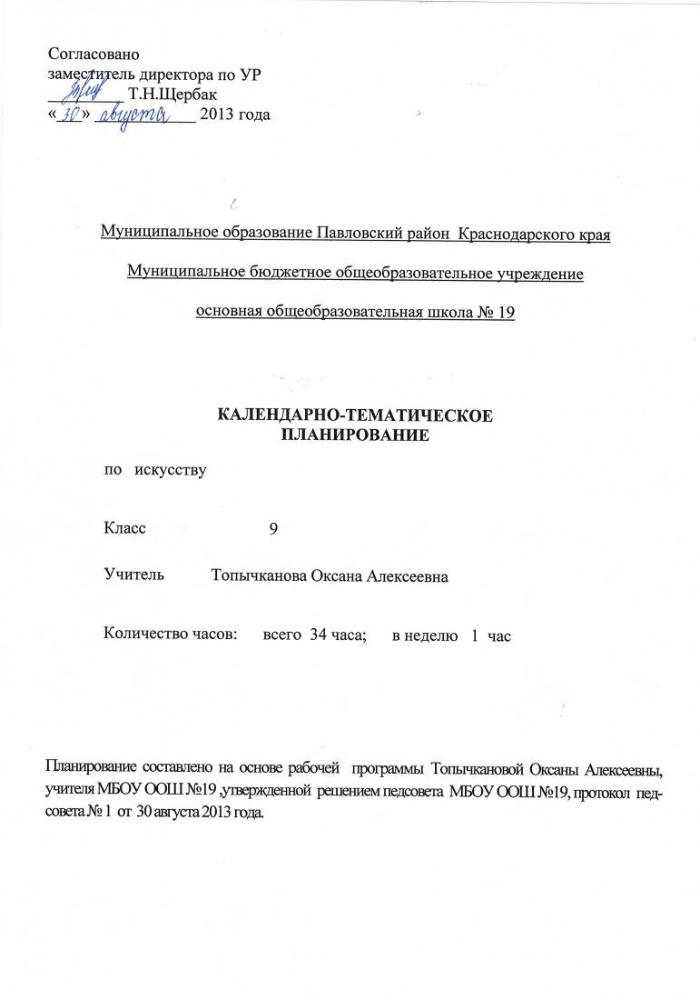 Согласовано
заместитель директора по УР
_________ Т.Н.Щербак
«30» августа 2013 года
Муниципальное образование Павловский район Краснодарского края
Муниципальное бюджетное общеобразовательное учреждение
основная общеобразовательная школа № 19
КАЛЕНДАРНО-ТЕМАТИЧЕСКОЕ
ПЛАНИРОВАНИЕ
по искусству
Класс 9
Учитель Топычканова Оксана Алексеевна
Количество часов: всего 34 часа; в неделю 1 час
Планирование составлено на основе рабочей программы Топычкановой Оксаны Алексеевны,
учителя МБОУ ООШ №19 ,утвержденной решением педсовета МБОУ ООШ №19, протокол пед-
совета № 1 от 30 августа 2013 года.